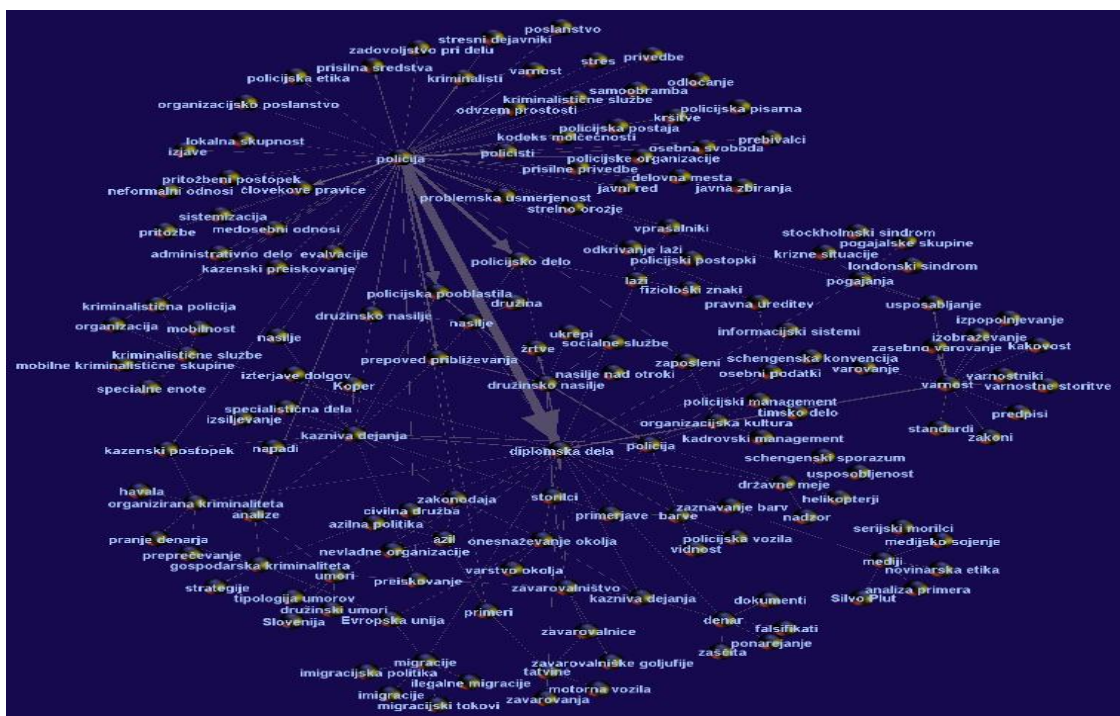 poslanstvo
stresni dejavniki
zadovoljstvo pri delu
prisilna sredstva
policijska etika
kriminalisti
varnost
stres
privedbe
odločanje
samoobramba
organizacijsko poslanstvo
kriminalistične službe
odvzem prostosti
policijska pisarna
kršitve
policijska postaja
kodeks molčečnosti
prebivalci
lokalna skupnost
izjave
policija
policisti
osebna svoboda
policijske organizacije
prisilne privedbe
delovna mesta
pritožbeni postopek
neformalni odnosi
človekove pravice
javni red
javna zbiranja
problemska usmerjenost
strelno orožje
sistemizacija
pritožbe
medosebni odnosi
vprašalniki
stockholmski sindrom
pogajalske skupine
administrativno delo
evalvacije
odkrivanje laži
krizne situacije
kazenski preiskovanje
policijsko delo
policijski postopki
londonski sindrom
laži
fiziološki znaki
pogajanja
kriminalistična policija
policijska pooblastila
družina
pravna ureditev
usposabljanje
organizacija
mobilnost
družinsko nasilje
nasilje
izpopolnjevanje
nasilje
ukrepi
socialne službe
informacijski sistemi
izobraževanje
zasebno varovanje
kakovost
kriminalistične službe
mobilne kriminalistične skupine
prepoved približevanja
žrtve
zaposleni
schengenska konvencija
varovanje
izterjave dolgov
nasilje nad otroki
osebni podatki
varnostniki
specialne enote
Koper
družinsko nasilje
varnost
varnostne storitve
specialistična dela
izsiljevanje
policijski management
timsko delo
predpisi
kazniva dejanja
organizacijska kultura
standardi
zakoni
kazenski postopek
napadi
diplomska dela
policija
kadrovski management
schengenski sporazum
usposobljenost
havala
organizirana kriminaliteta
zakonodaja
storilci
državne meje
helikopterji
analize
civilna družba
azilna politika
primerjave
barve
zaznavanje barv
nadzor
pranje denarja
preprečevanje
azil
onesnaževanje okolja
policijska vozila
vidnost
serijski morilci
medijsko sojenje
nevladne organizacije
gospodarska kriminaliteta
umori
varstvo okolja
mediji
novinarska etika
strategije
preiskovanje
zavarovalništvo
tipologija umorov
kazniva dejanja
dokumenti
analiza primera
Silvo Plut
družinski umori
Slovenija
Evropska unija
primeri
denar
falsifikati
ponarejanje
zavarovalnice
zaščita
migracije
imigracijska politika
zavarovalniške goljufije
tatvine
ilegalne migracije
imigracije
motorna vozila
zavarovanja
migracijski tokovi